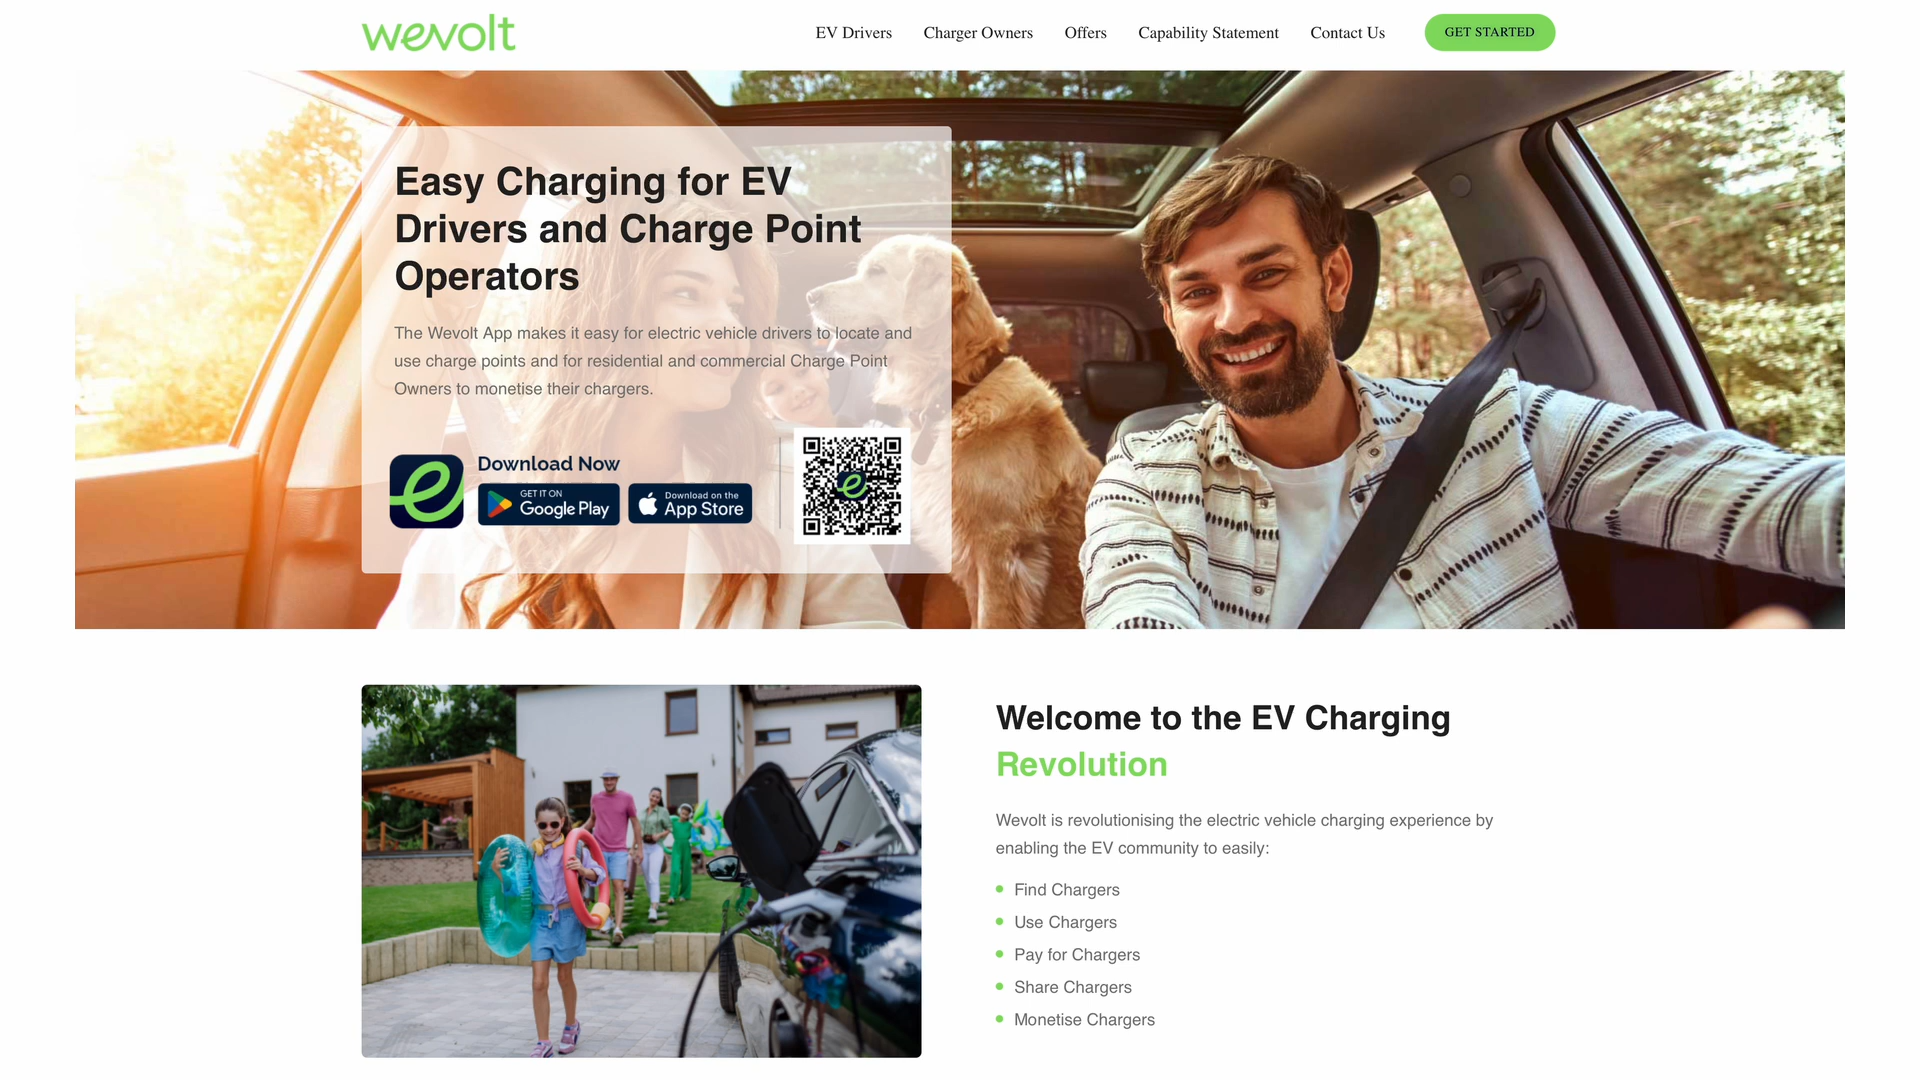 wevolt
EV Drivers
Charger Owners
Offers
Capability Statement
Contact Us
GET STARTED
Easy Charging for EV
Drivers and Charge Point
Operators
The Wevolt App makes it easy for electric vehicle drivers to locate and
use charge points and for residential and commercial Charge Point
Owners to monetise their chargers.
Download Now
GET IT ON
Google Play
Download on the
App Store
Welcome to the EV Charging
Revolution
Wevolt is revolutionising the electric vehicle charging experience by
enabling the EV community to easily:
Find Chargers
Use Chargers
Pay for Chargers
Share Chargers
Monetise Chargers